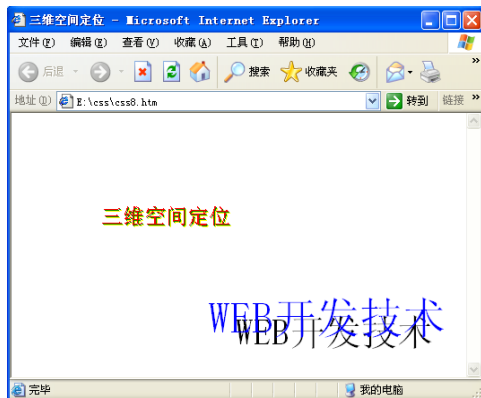 三维空间定位 - Microsoft Internet Explorer
文件(F) 编辑(E) 查看(V) 收藏(A) 工具(T) 帮助(H)
后退 搜索 收藏夹 »
地址(D) E:\css\css8.htm 转到 链接 »
三维空间定位
WEB开发技术
WEB开发技术
完毕 我的电脑